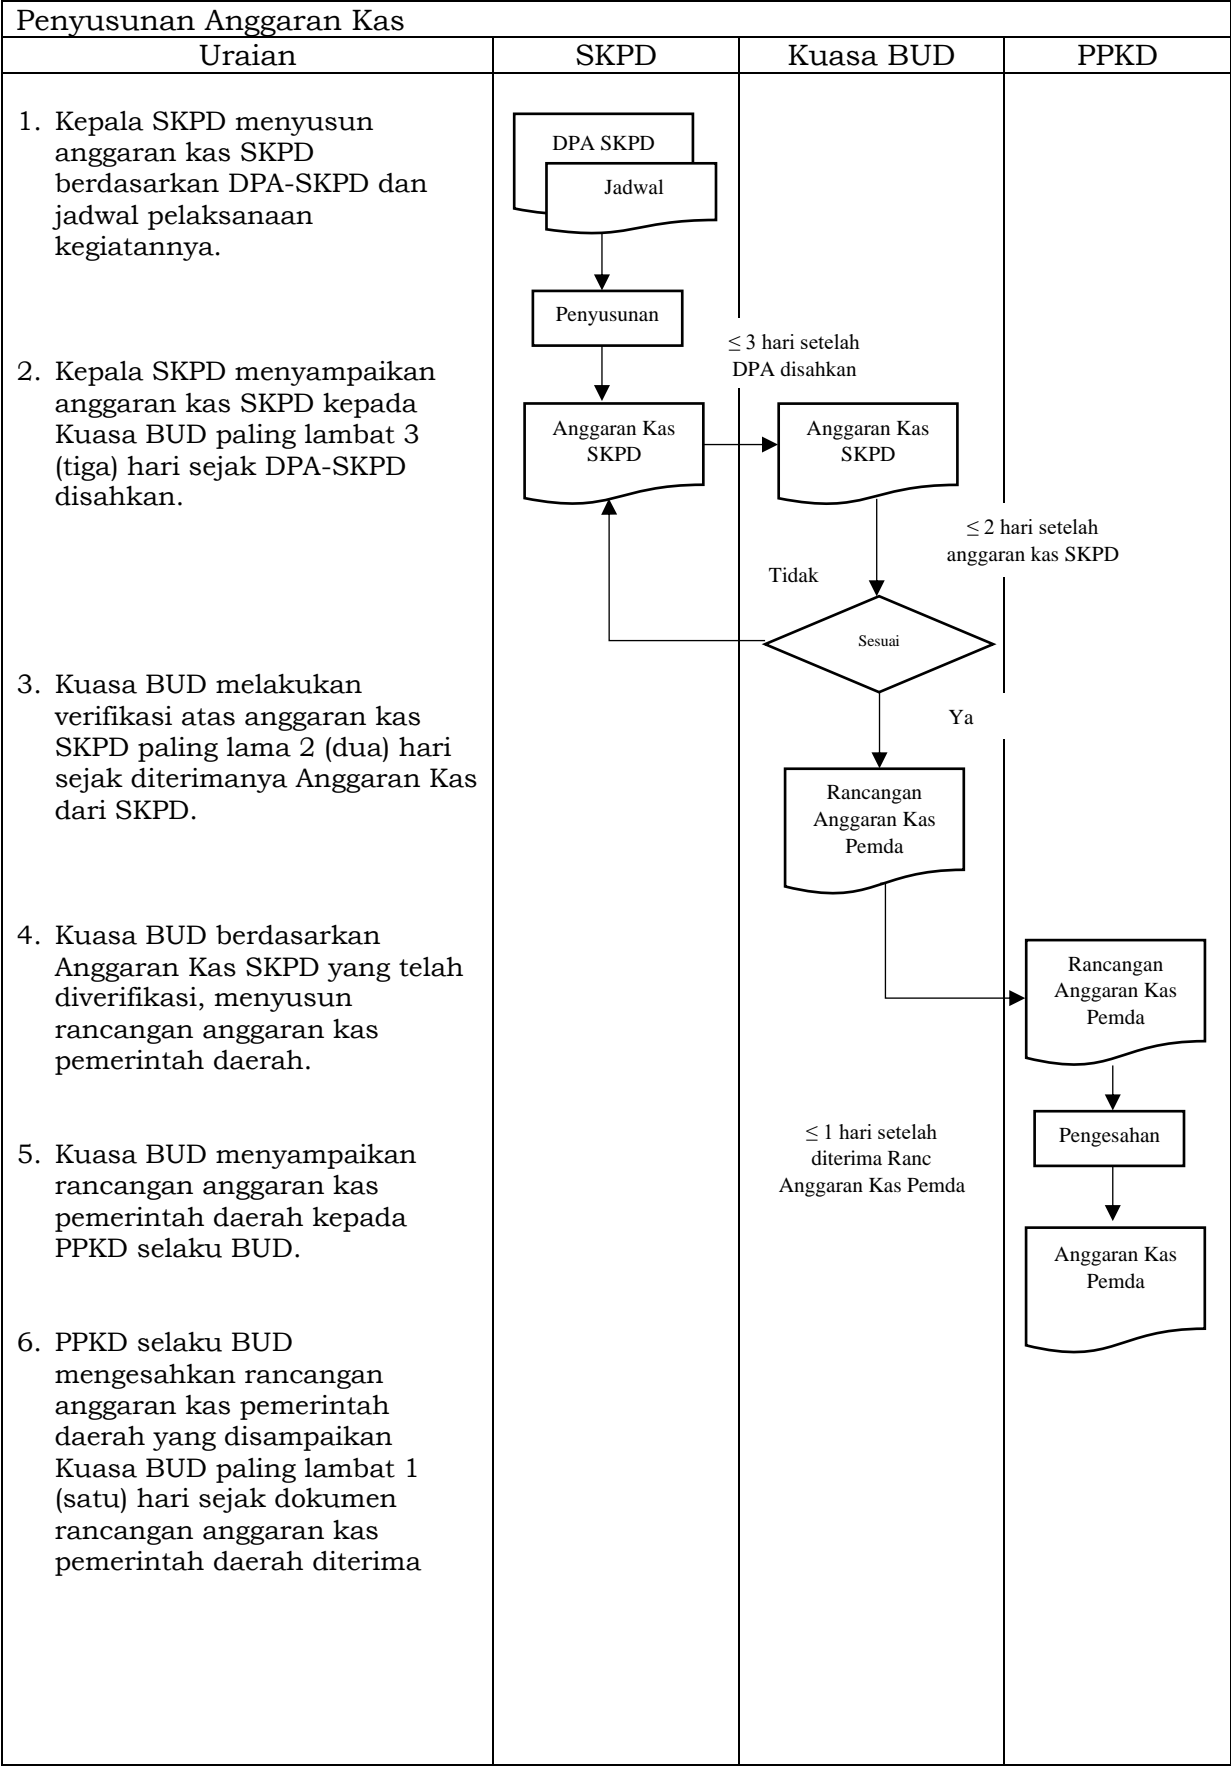 Penyusunan Anggaran Kas
Uraian
SKPD
Kuasa BUD
PPKD
1. Kepala SKPD menyusun
anggaran kas SKPD
berdasarkan DPA-SKPD dan
jadwal pelaksanaan
kegiatannya.
2. Kepala SKPD menyampaikan
anggaran kas SKPD kepada
Kuasa BUD paling lambat 3
(tiga) hari sejak DPA-SKPD
disahkan.
3. Kuasa BUD melakukan
verifikasi atas anggaran kas
SKPD paling lama 2 (dua) hari
sejak diterimanya Anggaran Kas
dari SKPD.
4. Kuasa BUD berdasarkan
Anggaran Kas SKPD yang telah
diverifikasi, menyusun
rancangan anggaran kas
pemerintah daerah.
5. Kuasa BUD menyampaikan
rancangan anggaran kas
pemerintah daerah kepada
PPKD selaku BUD.
6. PPKD selaku BUD
mengesahkan rancangan
anggaran kas pemerintah
daerah yang disampaikan
Kuasa BUD paling lambat 1
(satu) hari sejak dokumen
rancangan anggaran kas
pemerintah daerah diterima
DPA SKPD
Jadwal
Penyusunan
≤ 3 hari setelah
DPA disahkan
Anggaran Kas
SKPD
Anggaran Kas
SKPD
≤ 2 hari setelah
anggaran kas SKPD
Tidak
Sesuai
Ya
Rancangan
Anggaran Kas
Pemda
Rancangan
Anggaran Kas
Pemda
≤ 1 hari setelah
diterima Ranc
Anggaran Kas Pemda
Pengesahan
Anggaran Kas
Pemda